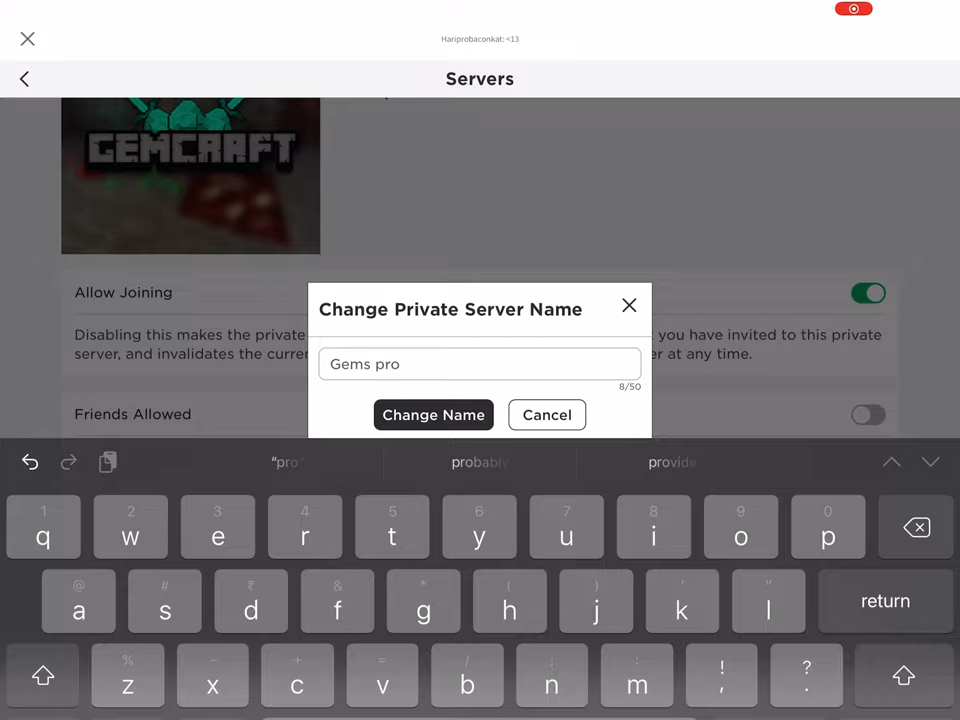 Hariprobaconkat: <13
Servers
GEMCRAFT
Allow Joining
Disabling this makes the private
you have invited to this private
server, and invalidates the curre
er at any time.
Friends Allowed
Change Private Server Name
Gems pro
8/50
Change Name
Cancel
“pro”
probably
provide
1 2 3 4 5 6 7 8 9 0
q w e r t y u i o p
@ # ₹ & * ( ) ' "
a s d f g h j k l return
% - + = / ; : ! ?
z x c v b n m , .